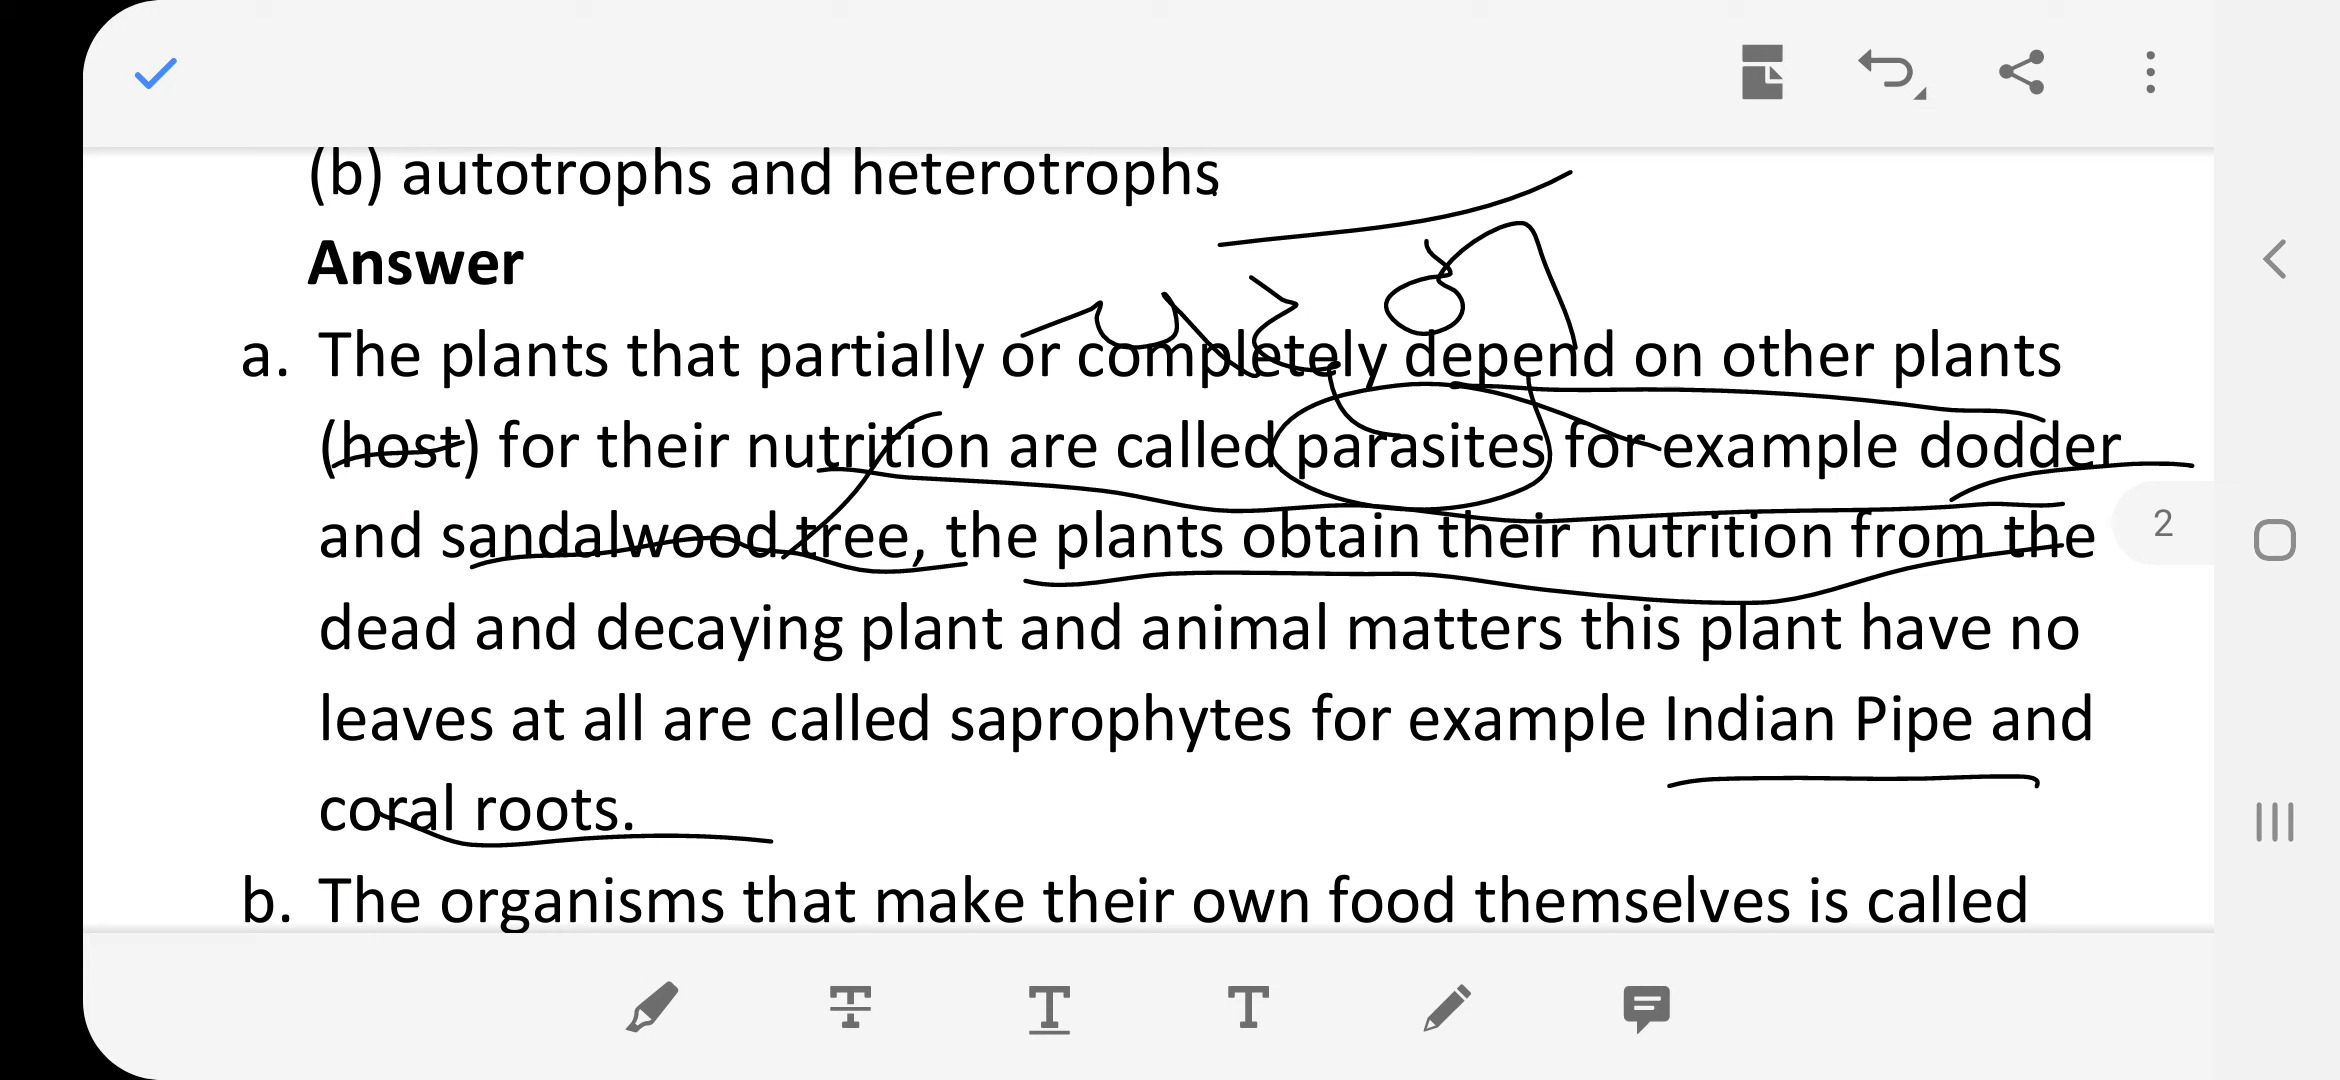 (b) autotrophs and heterotrophs
Answer
a. The plants that partially or completely depend on other plants
(host) for their nutrition are called parasites for example dodder
and sandalwood tree, the plants obtain their nutrition from the
dead and decaying plant and animal matters this plant have no
leaves at all are called saprophytes for example Indian Pipe and
coral roots.
b. The organisms that make their own food themselves is called
2